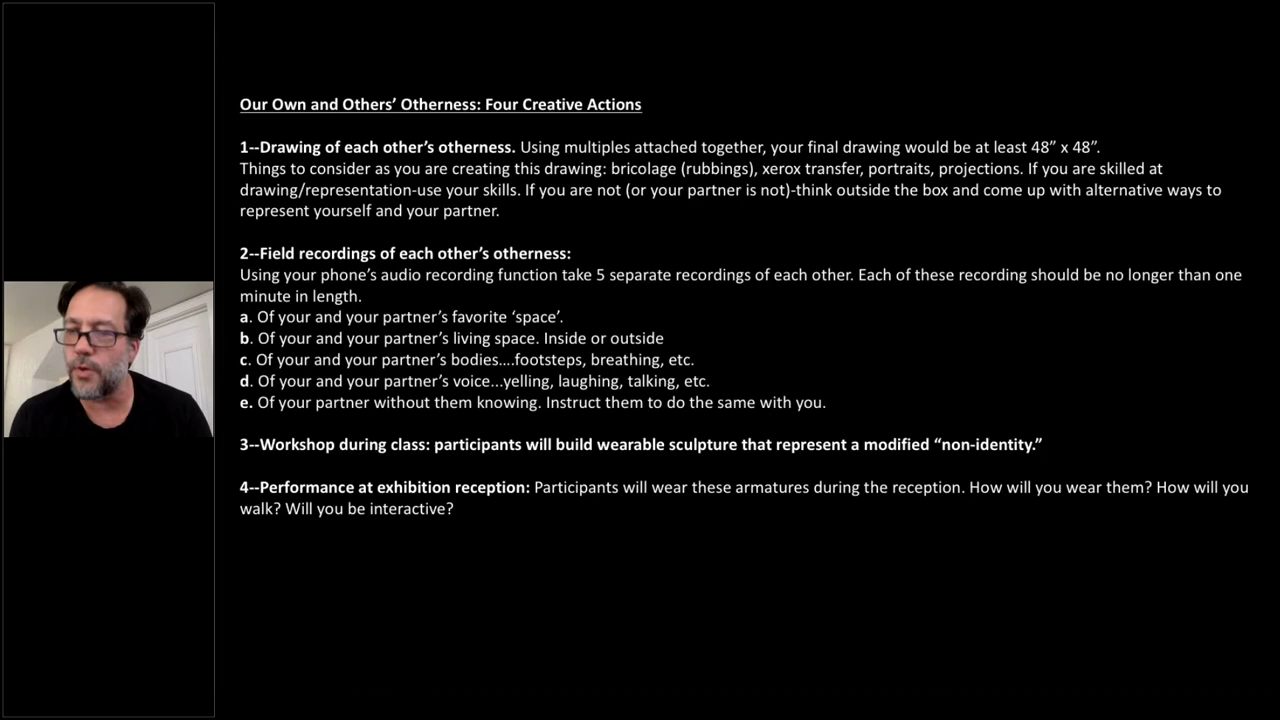 Our Own and Others’ Otherness: Four Creative Actions
1--Drawing of each other’s otherness. Using multiples attached together, your final drawing would be at least 48” x 48”.
Things to consider as you are creating this drawing: bricolage (rubbings), xerox transfer, portraits, projections. If you are skilled at
drawing/representation-use your skills. If you are not (or your partner is not)-think outside the box and come up with alternative ways to
represent yourself and your partner.
2--Field recordings of each other’s otherness:
Using your phone’s audio recording function take 5 separate recordings of each other. Each of these recording should be no longer than one
minute in length.
a. Of your and your partner’s favorite ‘space’.
b. Of your and your partner’s living space. Inside or outside
c. Of your and your partner’s bodies....footsteps, breathing, etc.
d. Of your and your partner’s voice...yelling, laughing, talking, etc.
e. Of your partner without them knowing. Instruct them to do the same with you.
3--Workshop during class: participants will build wearable sculpture that represent a modified “non-identity.”
4--Performance at exhibition reception: Participants will wear these armatures during the reception. How will you wear them? How will you
walk? Will you be interactive?